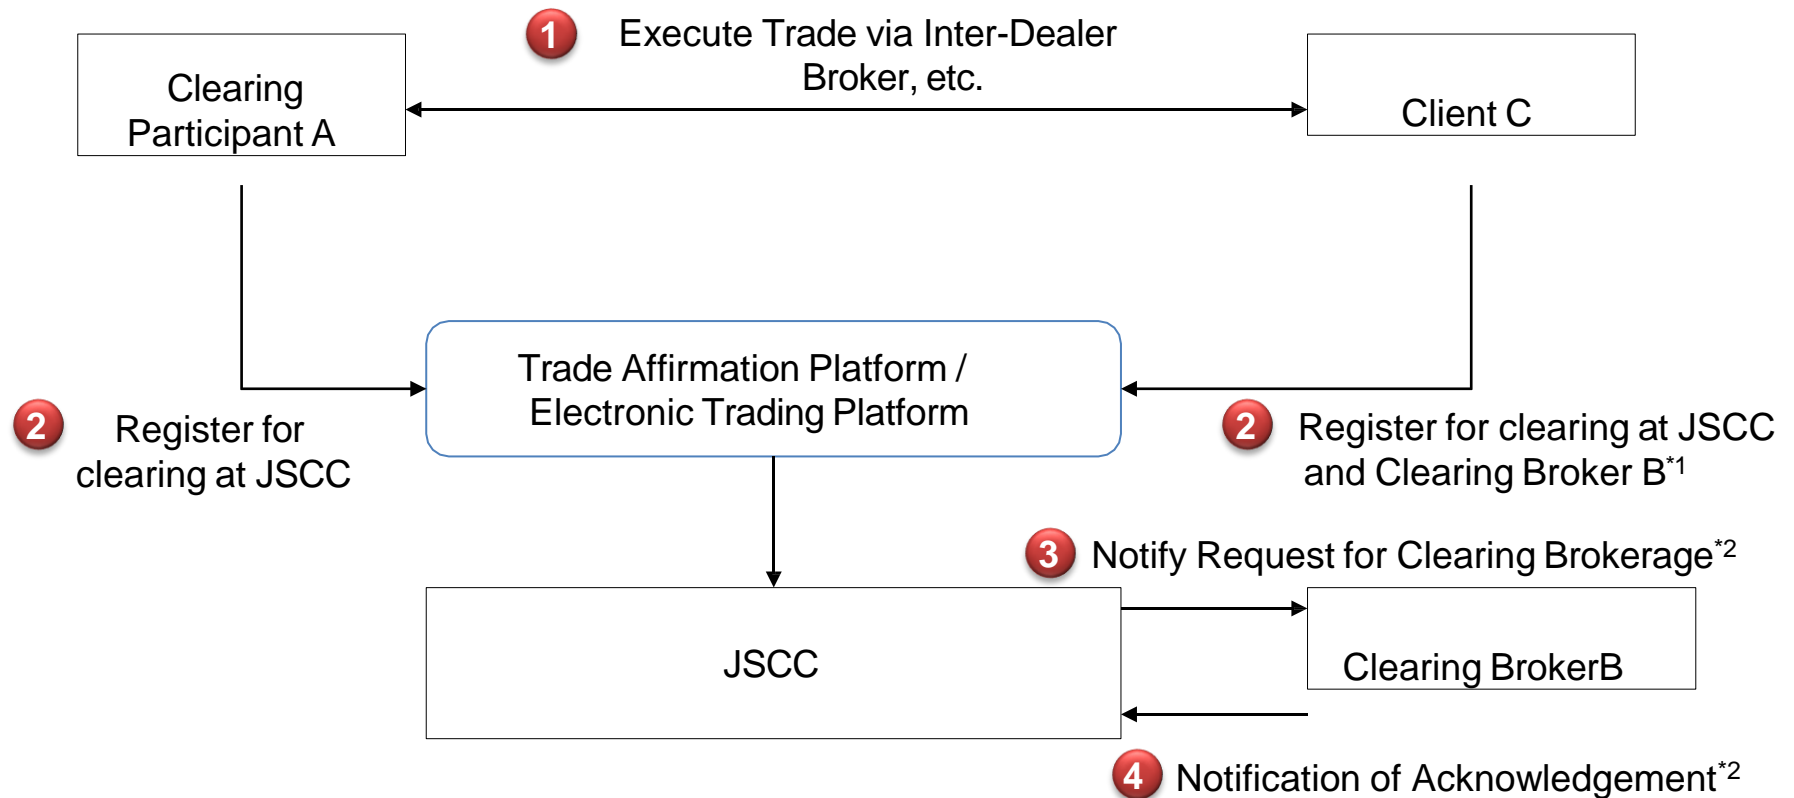 1
Execute Trade via Inter-Dealer
Broker, etc.
Clearing
Participant A
Client C
Trade Affirmation Platform /
Electronic Trading Platform
2
Register for
clearing at JSCC
2
Register for clearing at JSCC
and Clearing Broker B*1
3
Notify Request for Clearing Brokerage*2
JSCC
Clearing BrokerB
4
Notification of Acknowledgement*2